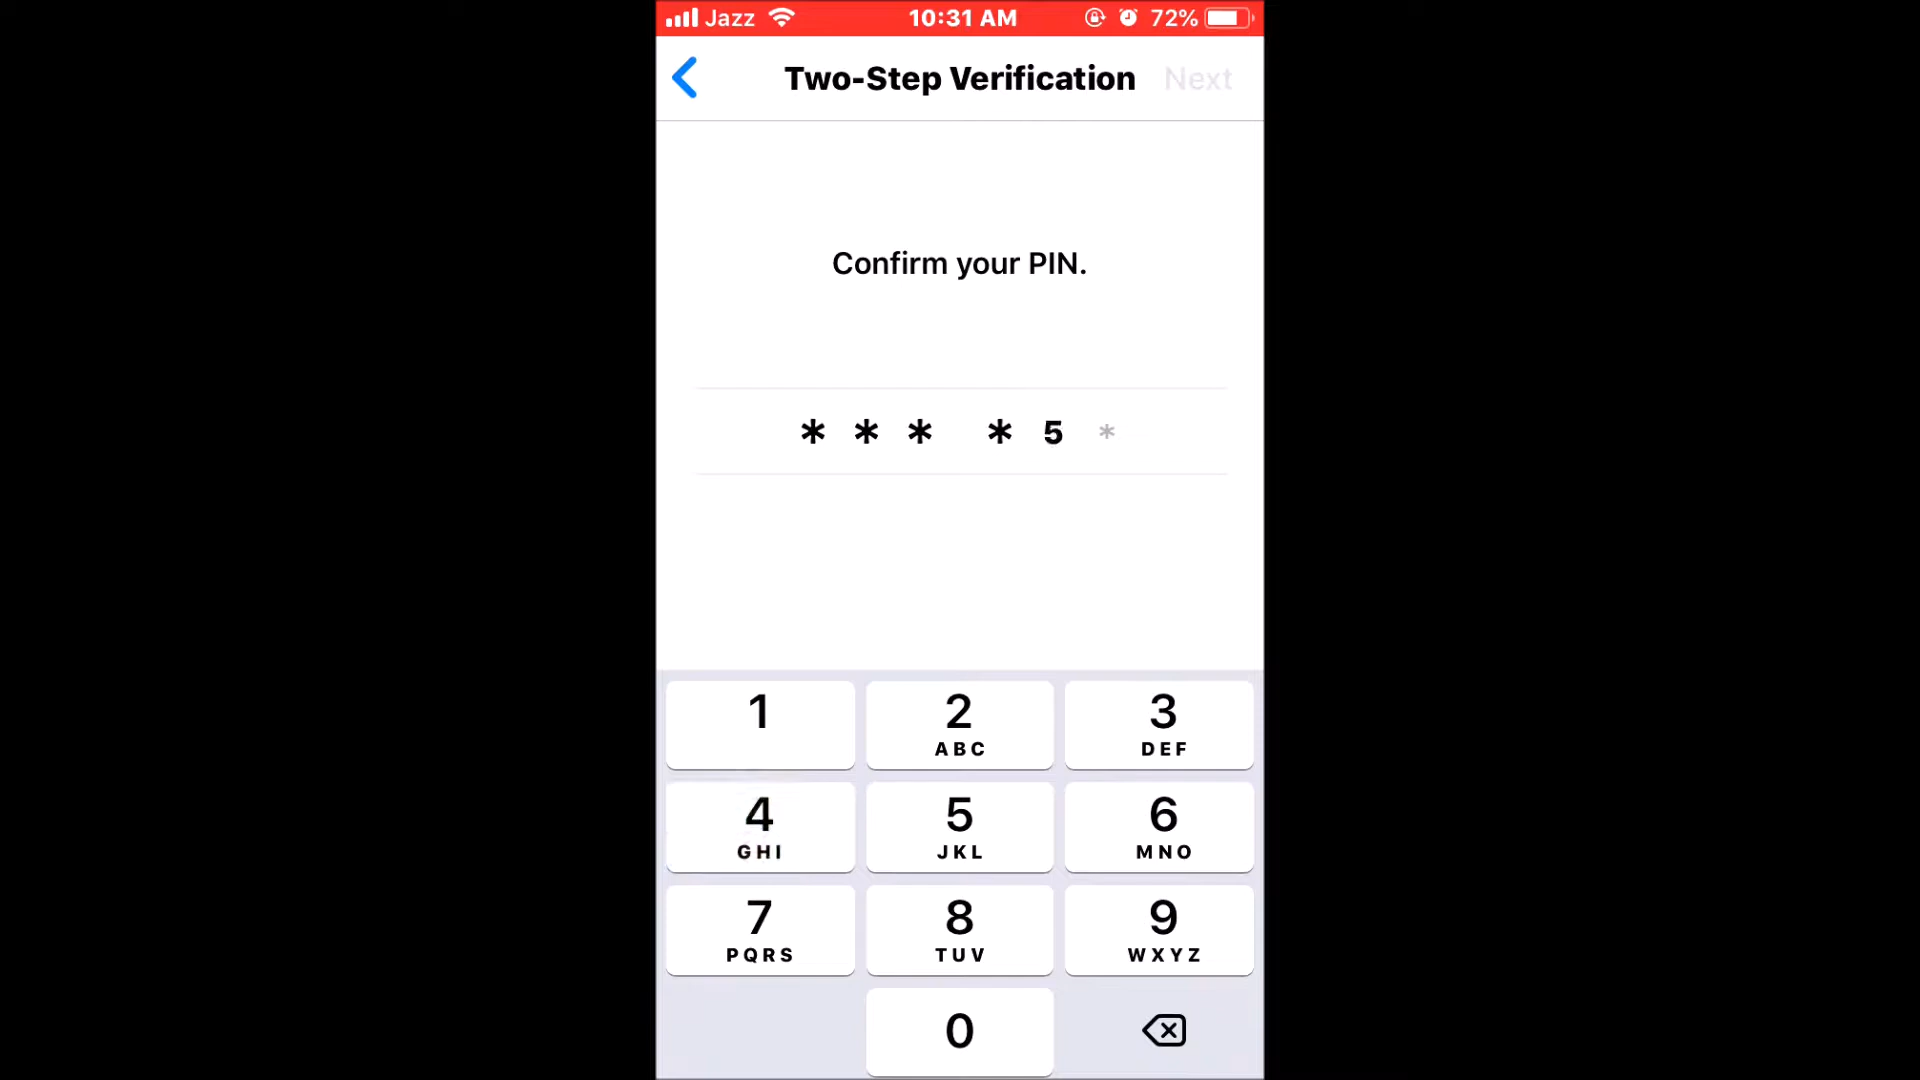 Jazz 10:31 AM 72%
Two-Step Verification Next
Confirm your PIN.
* * * * 5 *
1 2 3
ABC DEF
4 5 6
GHI JKL MNO
7 8 9
PQRS TUV WXYZ
0